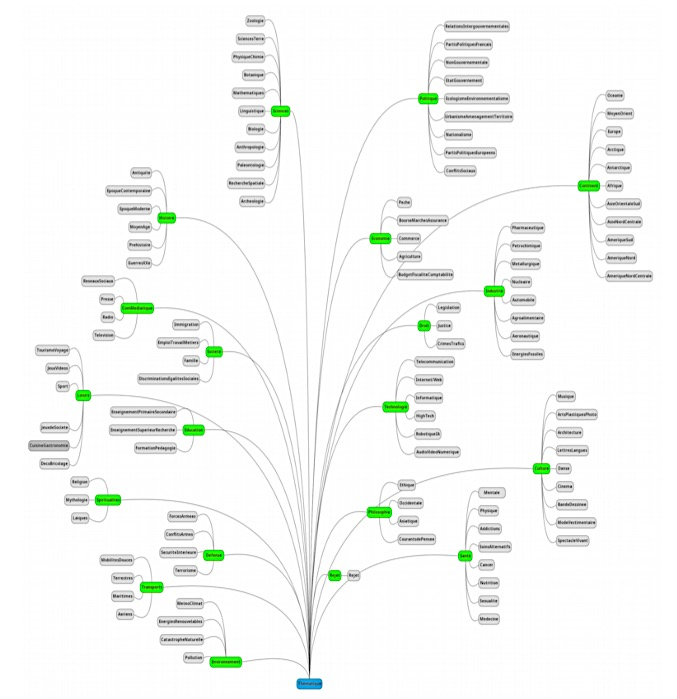 Zoologie
SciencesTerre
PhysiqueChimie
Botanique
Mathematiques
Linguistique
Biologie
Anthropologie
Paleontologie
RechercheSpatiale
Archeologie
Sciences
RelationsIntergouvernementales
PartisPolitiquesFrancais
NonGouvernementale
EtatGouvernement
EcologismeEnvironnementalisme
UrbanismeAmenagementTerritoire
Nationalisme
PartisPolitiquesEuropeens
ConflitsSociaux
Politique
Oceanie
MoyenOrient
Europe
Arctique
Antarctique
Afrique
AsieOrientaleSud
AsieNordCentrale
AmeriqueSud
AmeriqueNord
AmeriqueNordCentrale
Continent
Antiquite
EpoqueContemporaine
EpoqueModerne
MoyenAge
Prehistoire
Histoire
Peche
BourseMarchesAssurance
Commerce
Agriculture
BudgetFiscaliteComptabilite
Economie
Pharmaceutique
Petrochimique
Metallurgique
Nucleaire
Automobile
Agroalimentaire
Aeronautique
EnergiesFossiles
Industrie
ReseauxSociaux
Presse
Radio
Television
Legislation
Justice
CrimesTrafics
Droit
Immigration
EmploiTravailMetiers
Famille
DiscriminationsEgalitesSociales
Societe
TourismeVoyage
JeuxVideos
Sport
JeuxdeSociete
CuisineGastronomie
DecoBricolage
Loisirs
Telecommunication
InternetWeb
Informatique
HighTech
RobotiqueIA
AudioVideoNumerique
Technologie
EnseignementPrimaireSecondaire
EnseignementSuperieurRecherche
FormationPedagogie
Education
Musique
ArtsPlastiquesPhoto
Architecture
LettresLangues
Danse
Cinema
BandeDessinee
ModeVestimentaire
SpectacleVivant
Culture
Religion
Mythologie
Laiques
Spiritualites
Ethique
Occidentale
Asiatique
CourantsdePensee
Philosophie
Mentale
Physique
Addictions
SoinsAlternatifs
Cancer
Nutrition
Sexualite
Medecine
Sante
ForcesArmees
ConflitsArmes
SecuriteInterieure
Terrorisme
Defense
Rejet
Rejet
MobilitesDouces
Terrestres
Maritimes
Aeriens
Transports
MeteoClimat
EnergiesRenouvelables
CatastropheNaturelle
Pollution
Environnement
Thematique